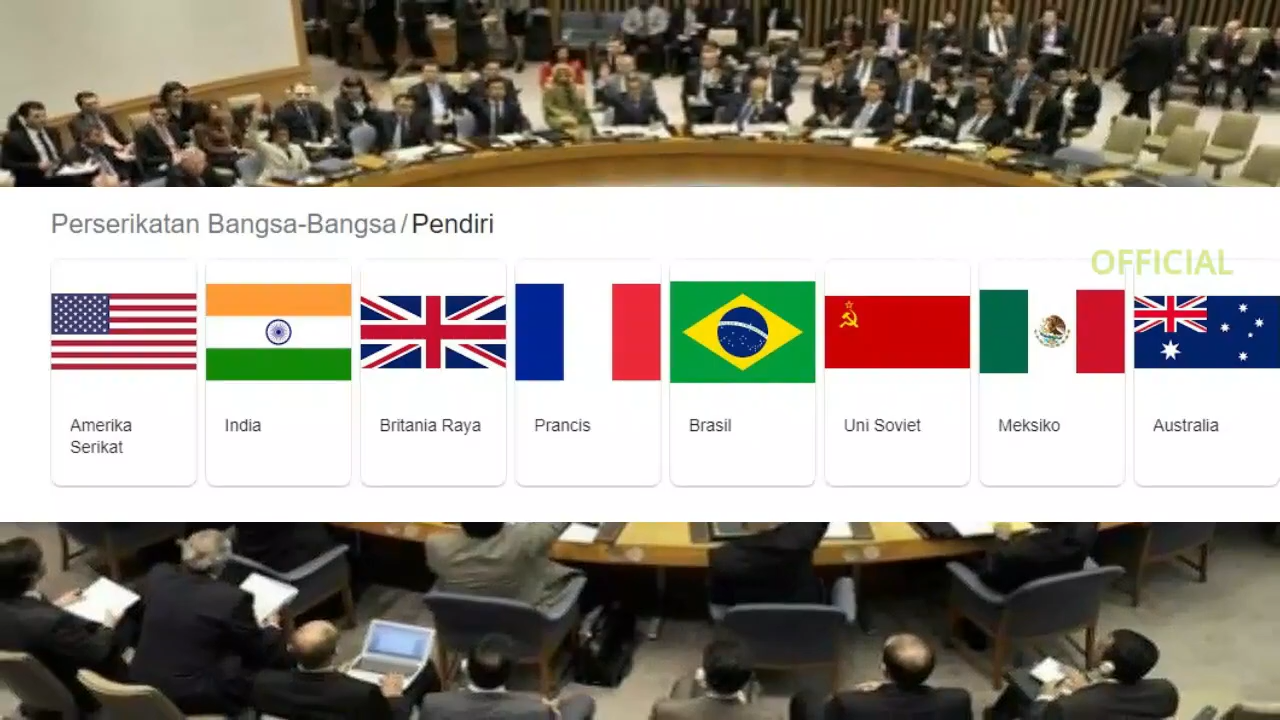 Perserikatan Bangsa-Bangsa/Pendiri
OFFICIAL
Amerika
Serikat
India
Britania Raya
Prancis
Brasil
Uni Soviet
Meksiko
Australia